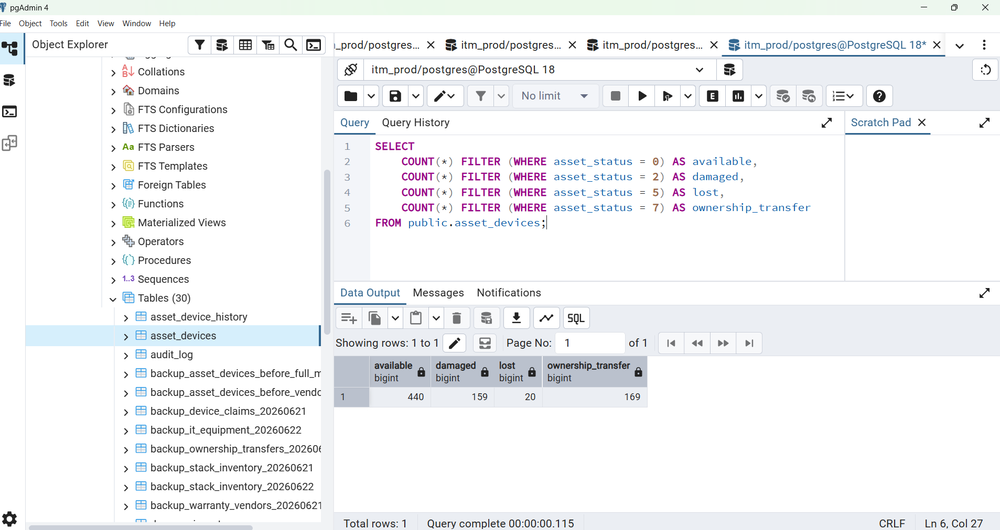 pgAdmin 4
File Object Tools Edit View Window Help
Object Explorer
_prod/postgres...
itm_prod/postgres...
itm_prod/postgres...
itm_prod/postgres@PostgreSQL 18*
Collations
Domains
FTS Configurations
FTS Dictionaries
Aa FTS Parsers
FTS Templates
Foreign Tables
Functions
Materialized Views
Operators
Procedures
1..3 Sequences
Tables (30)
asset_device_history
asset_devices
audit_log
backup_asset_devices_before_full_m
backup_asset_devices_before_vendo
backup_device_claims_20260621
backup_it_equipment_20260622
backup_ownership_transfers_202606
backup_stack_inventory_20260621
backup_stack_inventory_20260622
backup_warranty_vendors_20260621
itm_prod/postgres@PostgreSQL 18
No limit
E
Query Query History
Scratch Pad
1 SELECT
2 COUNT(*) FILTER (WHERE asset_status = 0) AS available,
3 COUNT(*) FILTER (WHERE asset_status = 2) AS damaged,
4 COUNT(*) FILTER (WHERE asset_status = 5) AS lost,
5 COUNT(*) FILTER (WHERE asset_status = 7) AS ownership_transfer
6 FROM public.asset_devices;
Data Output Messages Notifications
SQL
Showing rows: 1 to 1 Page No: 1 of 1
available damaged lost ownership_transfer
bigint bigint bigint bigint
1 440 159 20 169
Total rows: 1 Query complete 00:00:00.115 CRLF Ln 6, Col 27